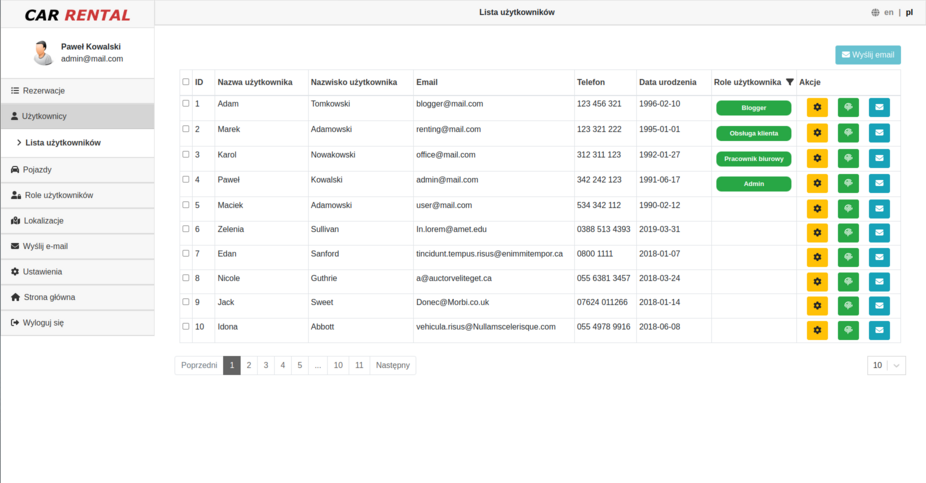 CAR RENTAL
Lista użytkowników
en | pl
Paweł Kowalski
admin@mail.com
Rezerwacje
Użytkownicy
Lista użytkowników
Pojazdy
Role użytkowników
Lokalizacje
Wyślij e-mail
Ustawienia
Strona główna
Wyloguj się
Wyślij email
ID Nazwa użytkownika Nazwisko użytkownika Email Telefon Data urodzenia Role użytkownika Akcje
1 Adam Tomkowski blogger@mail.com 123 456 321 1996-02-10 Blogger
2 Marek Adamowski renting@mail.com 123 321 222 1995-01-01 Obsługa klienta
3 Karol Nowakowski office@mail.com 312 311 123 1992-01-27 Pracownik biurowy
4 Paweł Kowalski admin@mail.com 342 242 123 1991-06-17 Admin
5 Maciek Adamowski user@mail.com 534 342 112 1990-02-12
6 Zelenia Sullivan In.lorem@amet.edu 0388 513 4393 2019-03-31
7 Edan Sanford tincidunt.tempus.risus@enimmitempor.ca 0800 1111 2018-01-07
8 Nicole Guthrie a@auctorveliteget.ca 055 6381 3457 2018-03-24
9 Jack Sweet Donec@Morbi.co.uk 07624 011266 2018-01-14
10 Idona Abbott vehicula.risus@Nullamscelerisque.com 055 4978 9916 2018-06-08
Poprzedni 1 2 3 4 5 ... 10 11 Następny
10